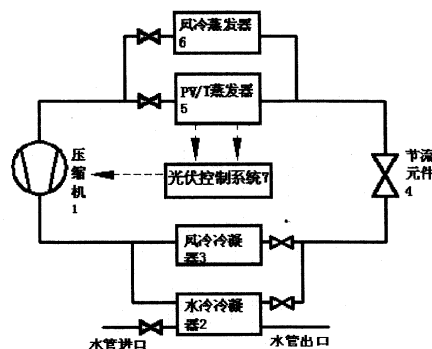 风冷蒸发器
6
PV/T蒸发器
5
压
缩
机
1
光伏控制系统7
节流
元件
4
风冷冷凝
器3
水冷冷凝
器2
水管进口
水管出口